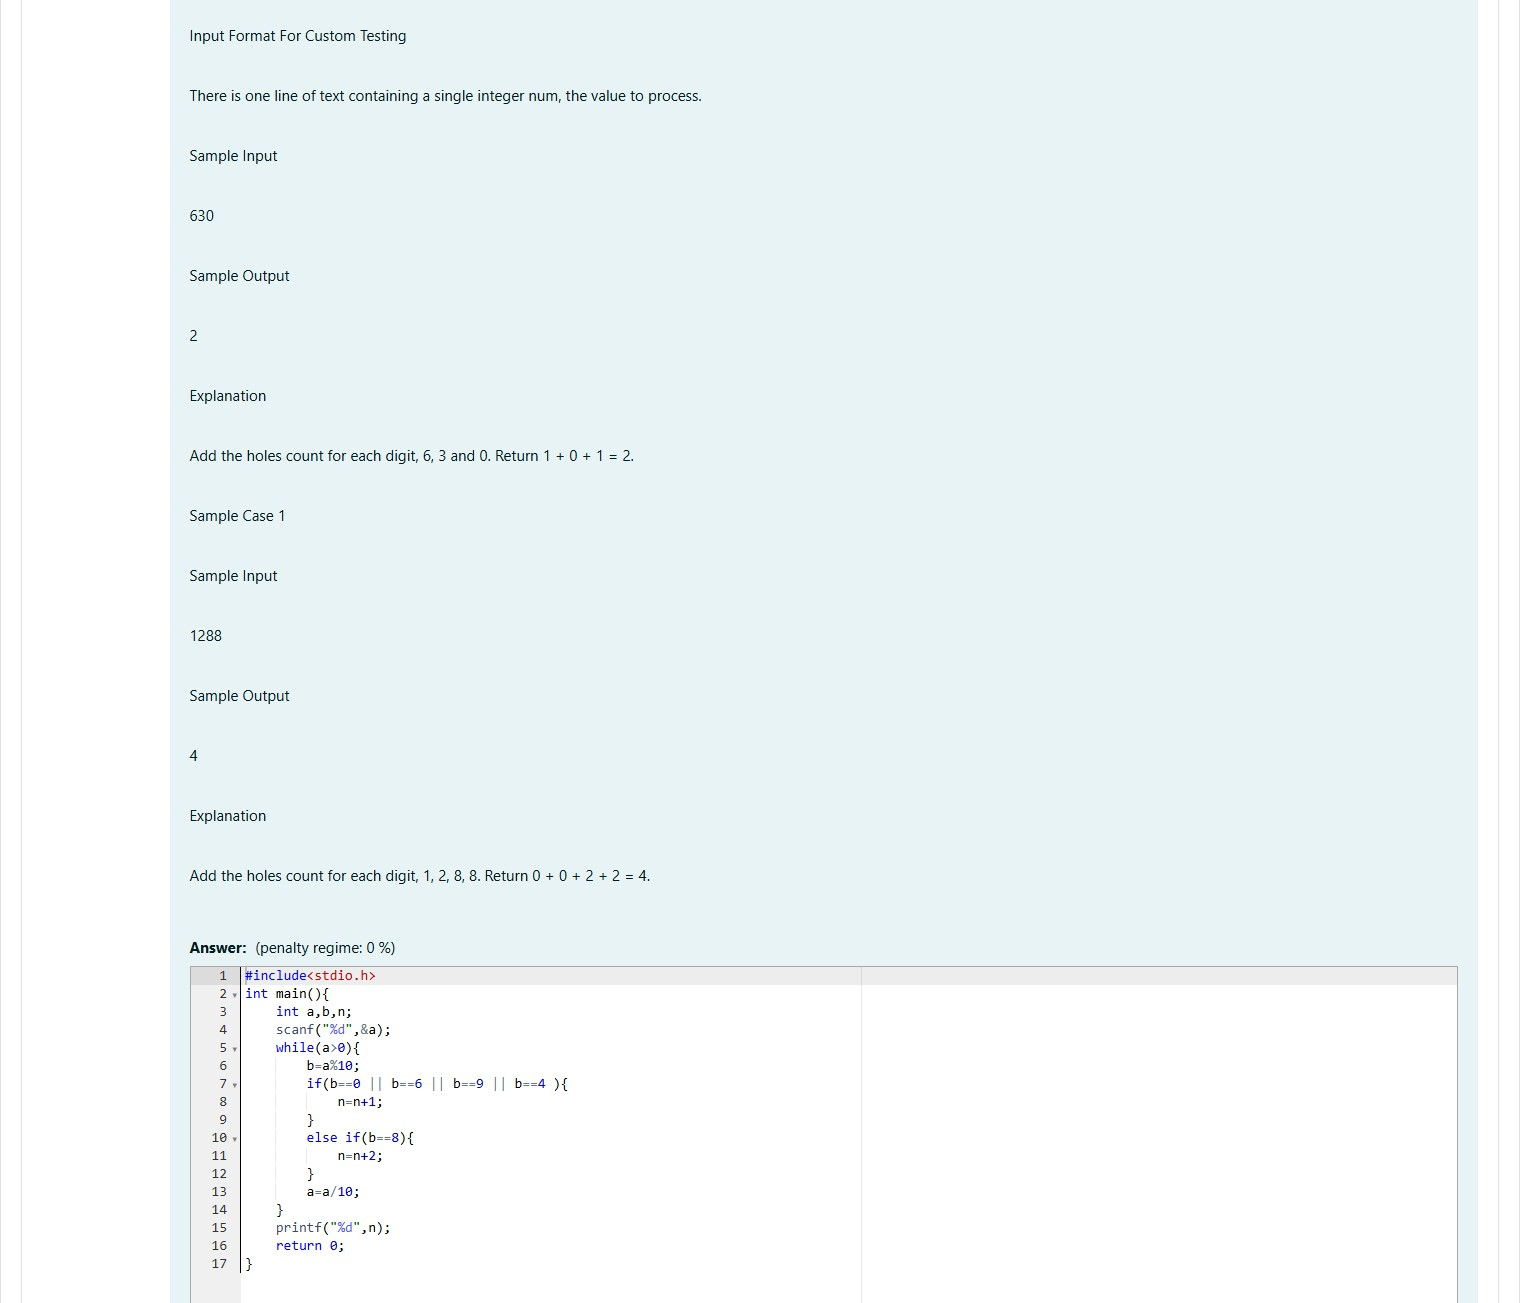 Input Format For Custom Testing
There is one line of text containing a single integer num, the value to process.
Sample Input
630
Sample Output
2
Explanation
Add the holes count for each digit, 6, 3 and 0. Return 1 + 0 + 1 = 2.
Sample Case 1
Sample Input
1288
Sample Output
4
Explanation
Add the holes count for each digit, 1, 2, 8, 8. Return 0 + 0 + 2 + 2 = 4.
Answer: (penalty regime: 0 %)
1 #include<stdio.h>
2 int main(){
3     int a,b,n;
4     scanf("%d",&a);
5     while(a>0){
6         b=a%10;
7         if(b==0 || b==6 || b==9 || b==4 ){
8             n=n+1;
9         }
10         else if(b==8){
11             n=n+2;
12         }
13         a=a/10;
14     }
15     printf("%d",n);
16     return 0;
17 }